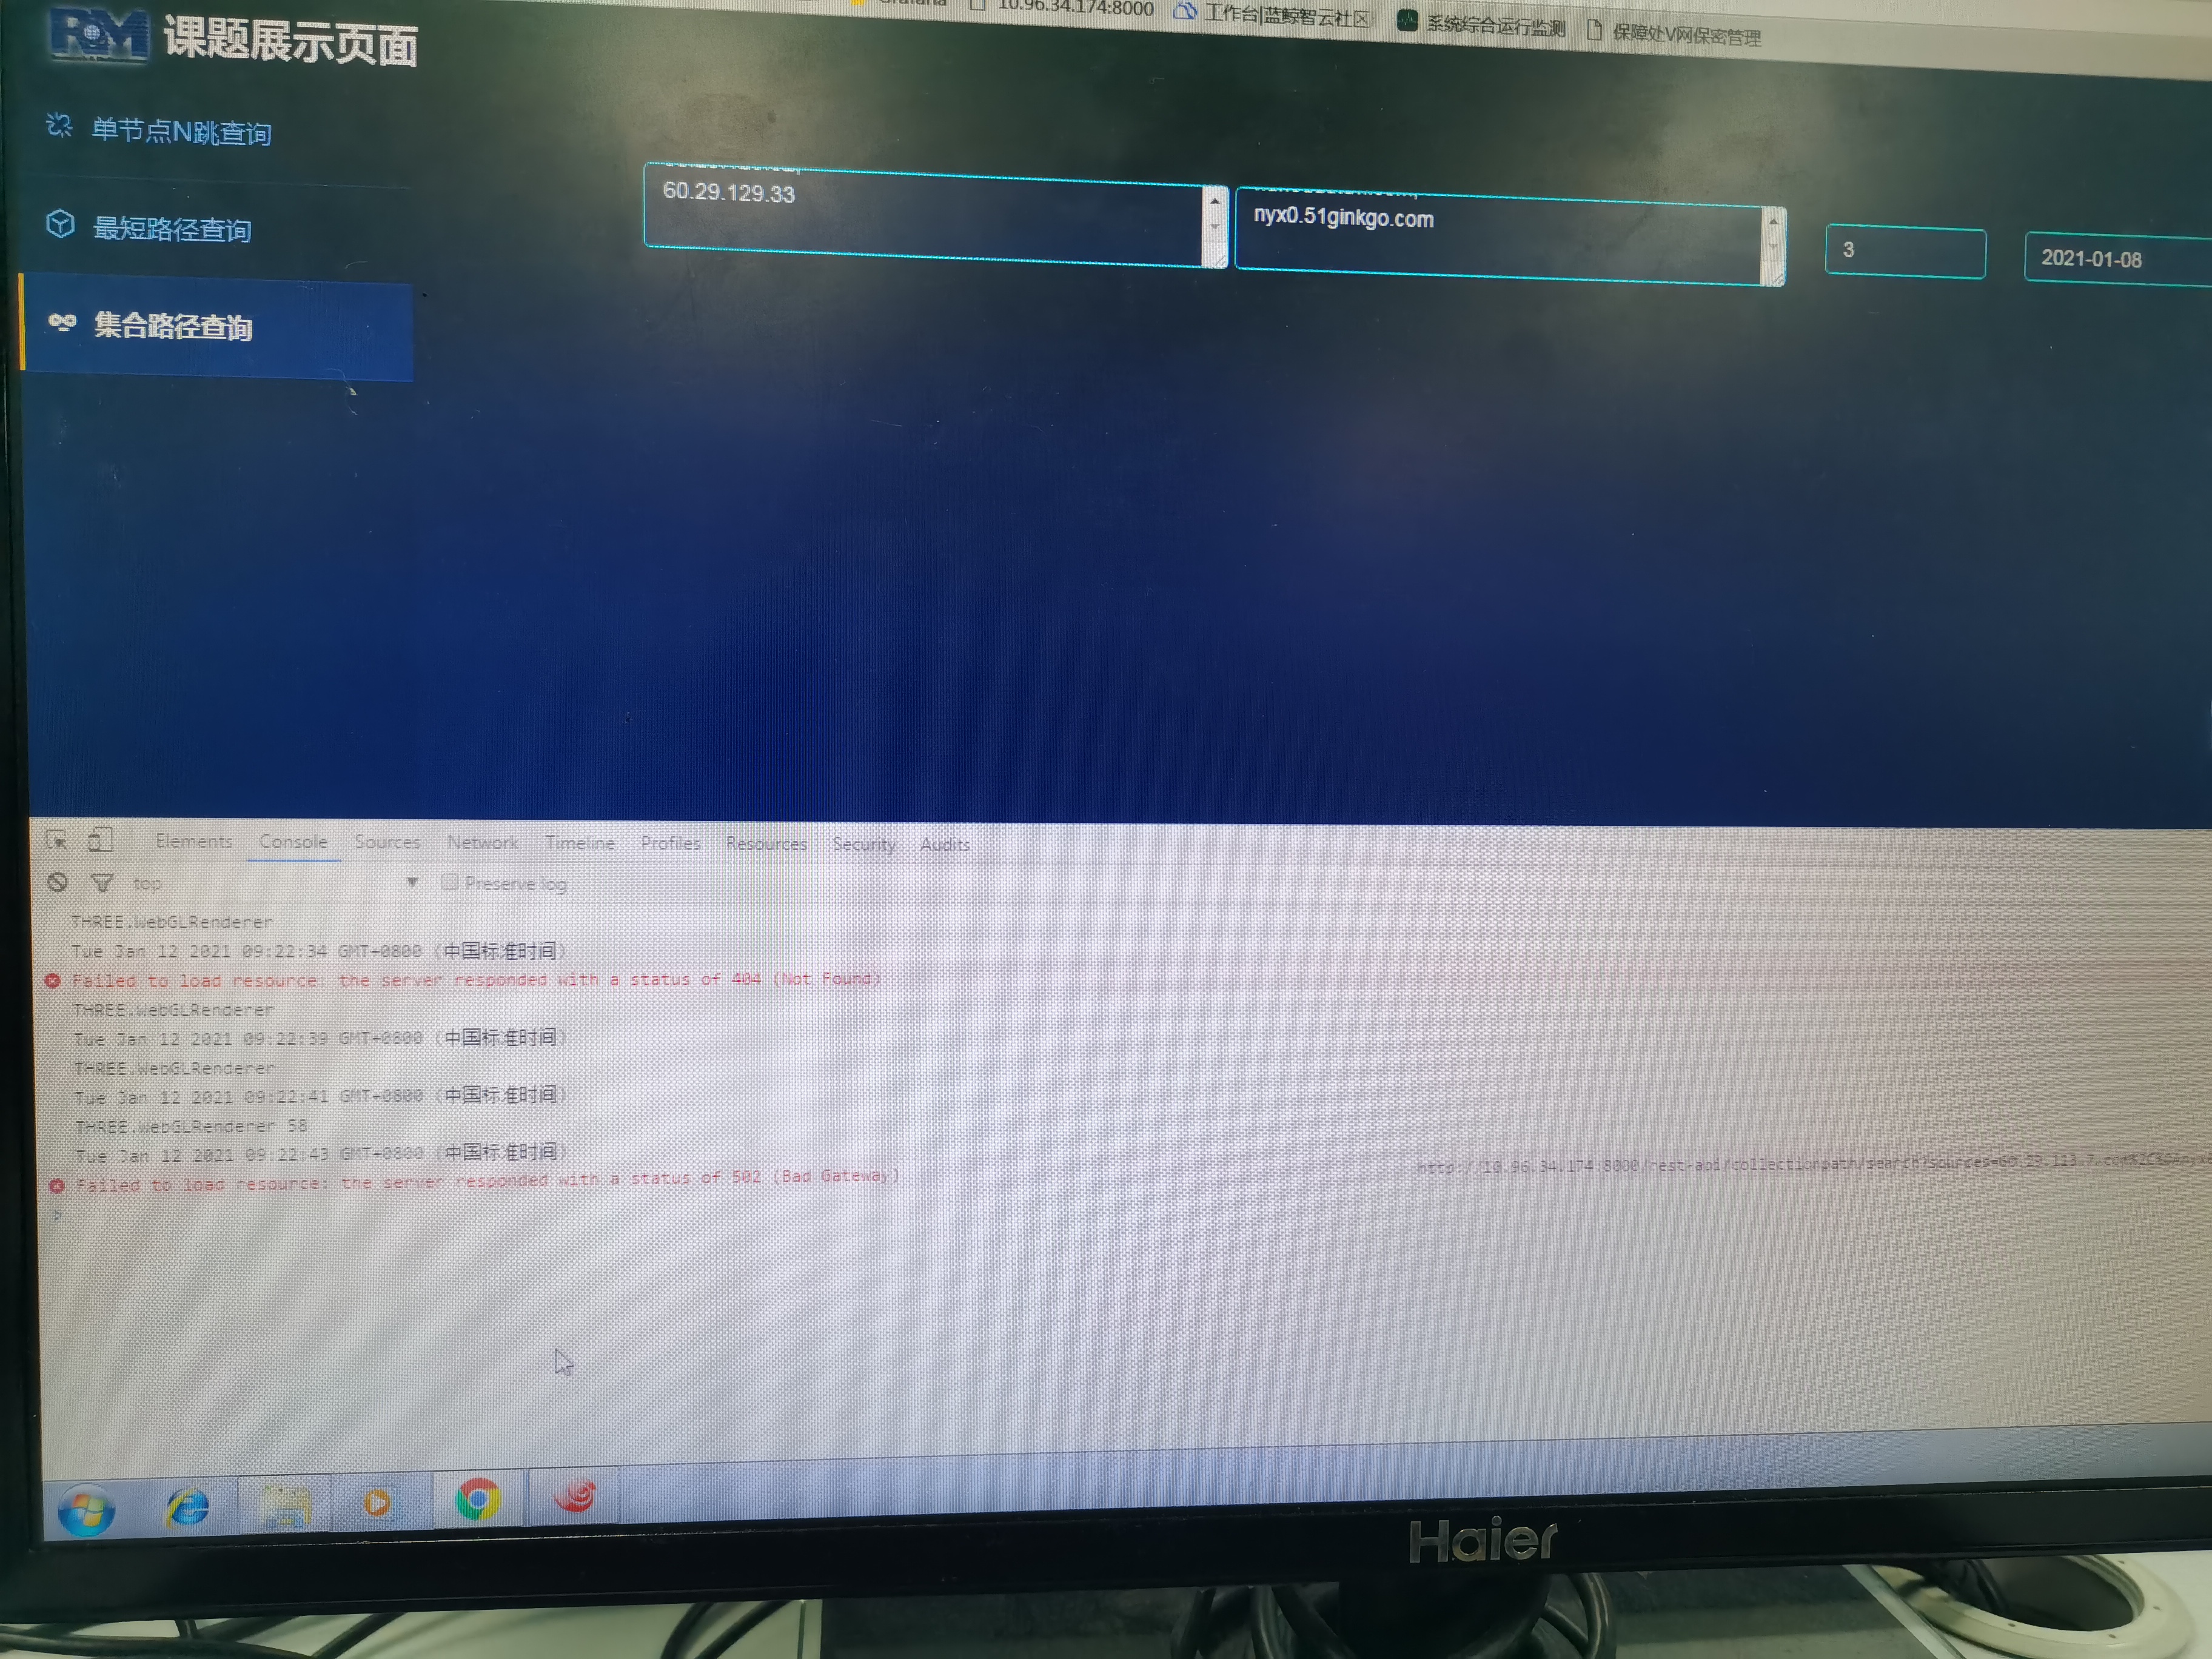 10.96.34.174:8000
工作台|蓝鲸智云社区
系统综合运行监测
保障处V网保密管理
课题展示页面
单节点N跳查询
最短路径查询
集合路径查询
60.29.129.33
nyx0.51ginkgo.com
3
2021-01-08
Elements Console Sources Network Timeline Profiles Resources Security Audits
top
Preserve log
THREE.WebGLRenderer
Tue Jan 12 2021 09:22:34 GMT+0800 (中国标准时间)
Failed to load resource: the server responded with a status of 404 (Not Found)
THREE.WebGLRenderer
Tue Jan 12 2021 09:22:39 GMT+0800 (中国标准时间)
THREE.WebGLRenderer
Tue Jan 12 2021 09:22:41 GMT+0800 (中国标准时间)
THREE.WebGLRenderer 58
Tue Jan 12 2021 09:22:43 GMT+0800 (中国标准时间)
Failed to load resource: the server responded with a status of 502 (Bad Gateway)
http://10.96.34.174:8000/rest-api/collectionpath/search?sources=60.29.113.7…com%2C%0Anyx0
Haier